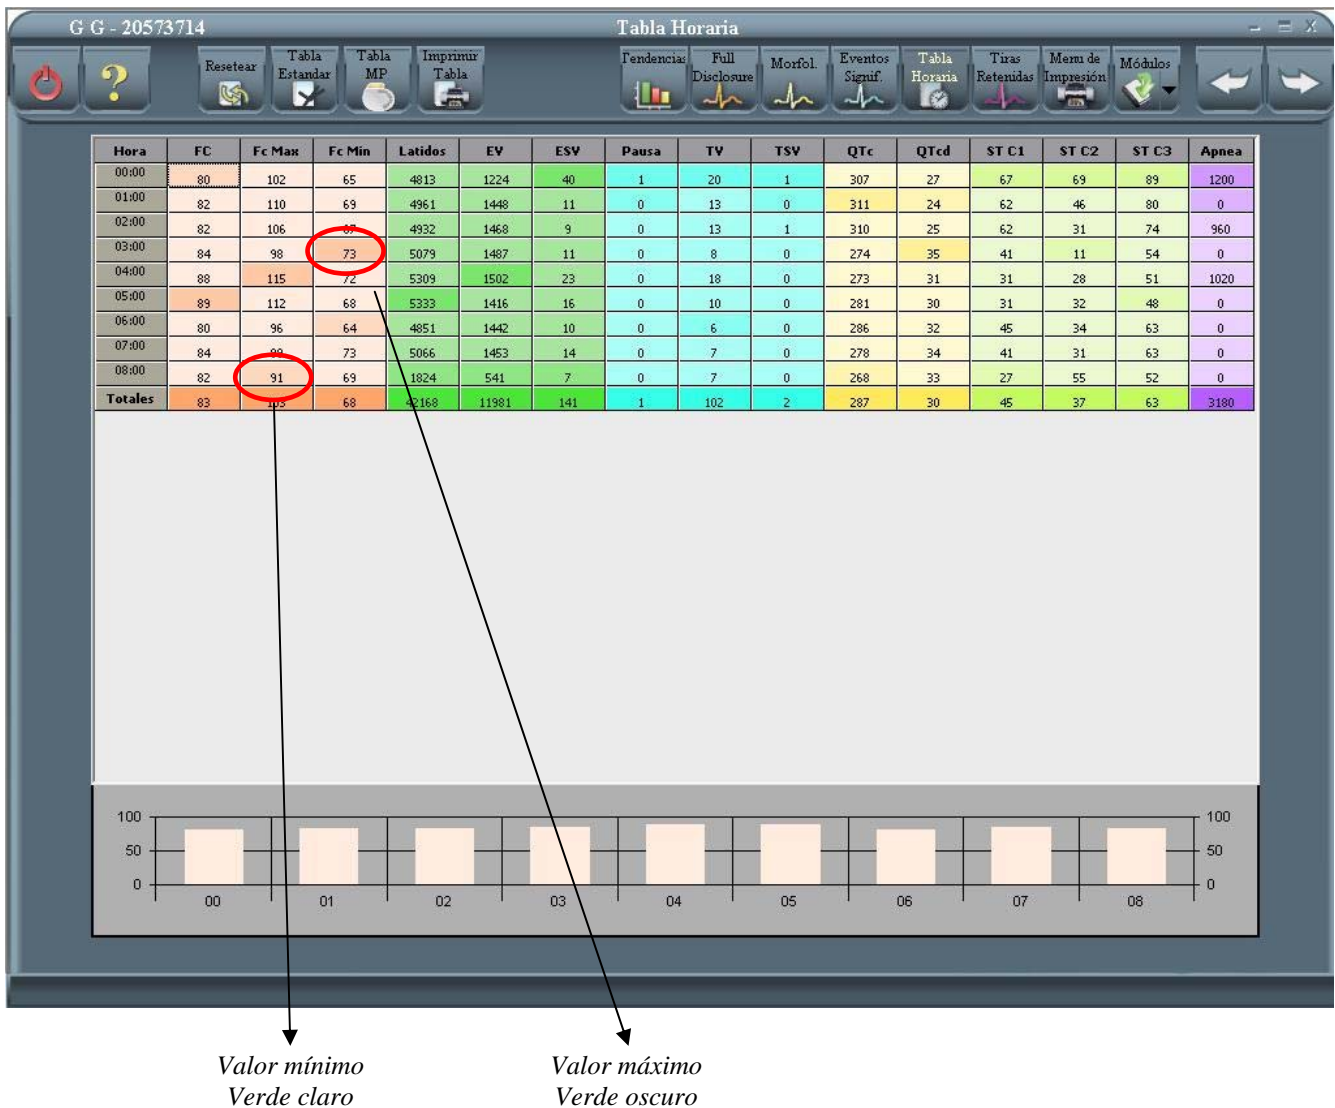 G G - 20573714 Tabla Horaria
Resetear Tabla Estandar Tabla MP Imprimir Tabla Tendencias Full Disclosure Morfol. Eventos Signif. Tabla Horaria Tiras Retenidas Menu de Impresión Módulos
Hora FC Fc Max Fc Min Latidos EV ESV Pausa TV TSV QTc QTcd ST C1 ST C2 ST C3 Apnea
00:00 80 102 65 4813 1224 40 1 20 1 307 27 67 69 89 1200
01:00 82 110 69 4961 1448 11 0 13 0 311 24 62 46 80 0
02:00 82 106 67 4932 1468 9 0 13 1 310 25 62 31 74 960
03:00 84 98 73 5079 1487 11 0 8 0 274 35 41 11 54 0
04:00 88 115 72 5309 1502 23 0 18 0 273 31 31 28 51 1020
05:00 89 112 68 5333 1416 16 0 10 0 281 30 31 32 48 0
06:00 80 96 64 4851 1442 10 0 6 0 286 32 45 34 63 0
07:00 84 99 73 5066 1453 14 0 7 0 278 34 41 31 63 0
08:00 82 91 69 1824 541 7 0 7 0 268 33 27 55 52 0
Totales 83 103 68 42168 11981 141 1 102 2 287 30 45 37 63 3180
100 100
50 50
0 0
00 01 02 03 04 05 06 07 08
Valor mínimo Valor máximo
Verde claro Verde oscuro